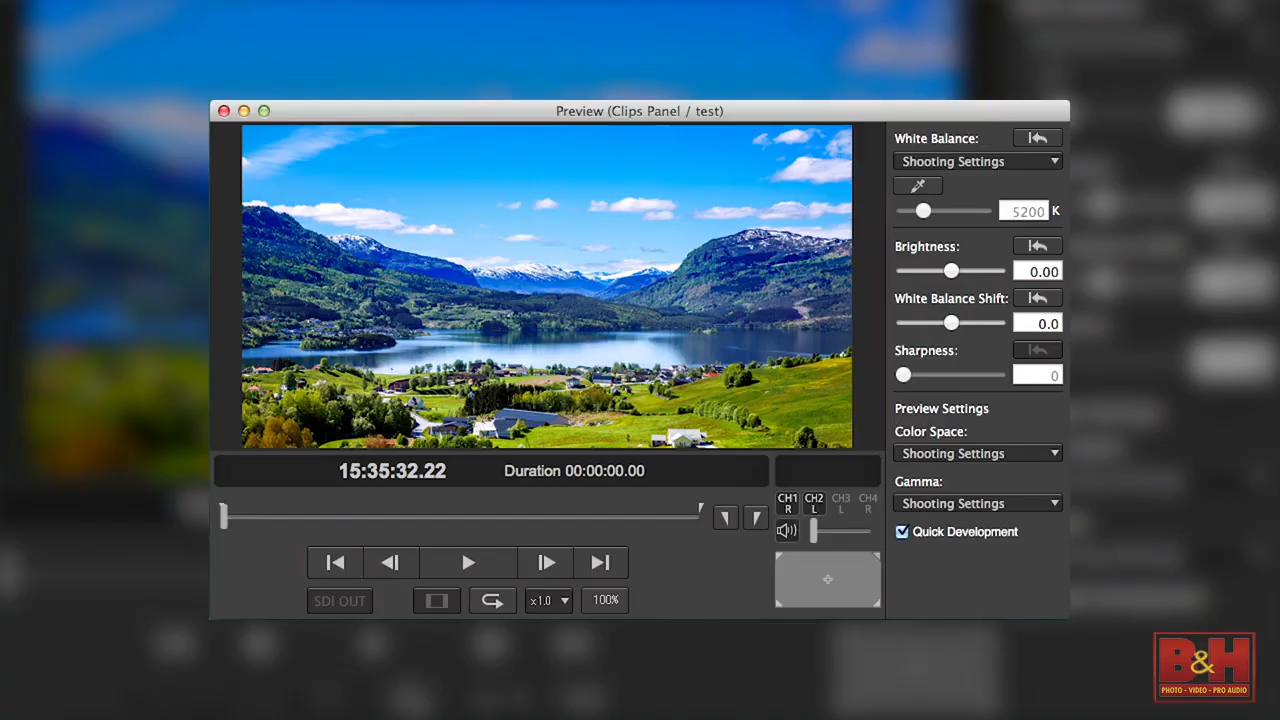 Preview (Clips Panel / test)
White Balance:
Shooting Settings
5200 K
Brightness:
0.00
White Balance Shift:
0.0
Sharpness:
0
Preview Settings
Color Space:
Shooting Settings
Gamma:
Shooting Settings
Quick Development
15:35:32.22
Duration 00:00:00.00
CH1 CH2 CH3 CH4
R L L R
SDI OUT
x1.0
100%
B&H
PHOTO - VIDEO - PRO AUDIO